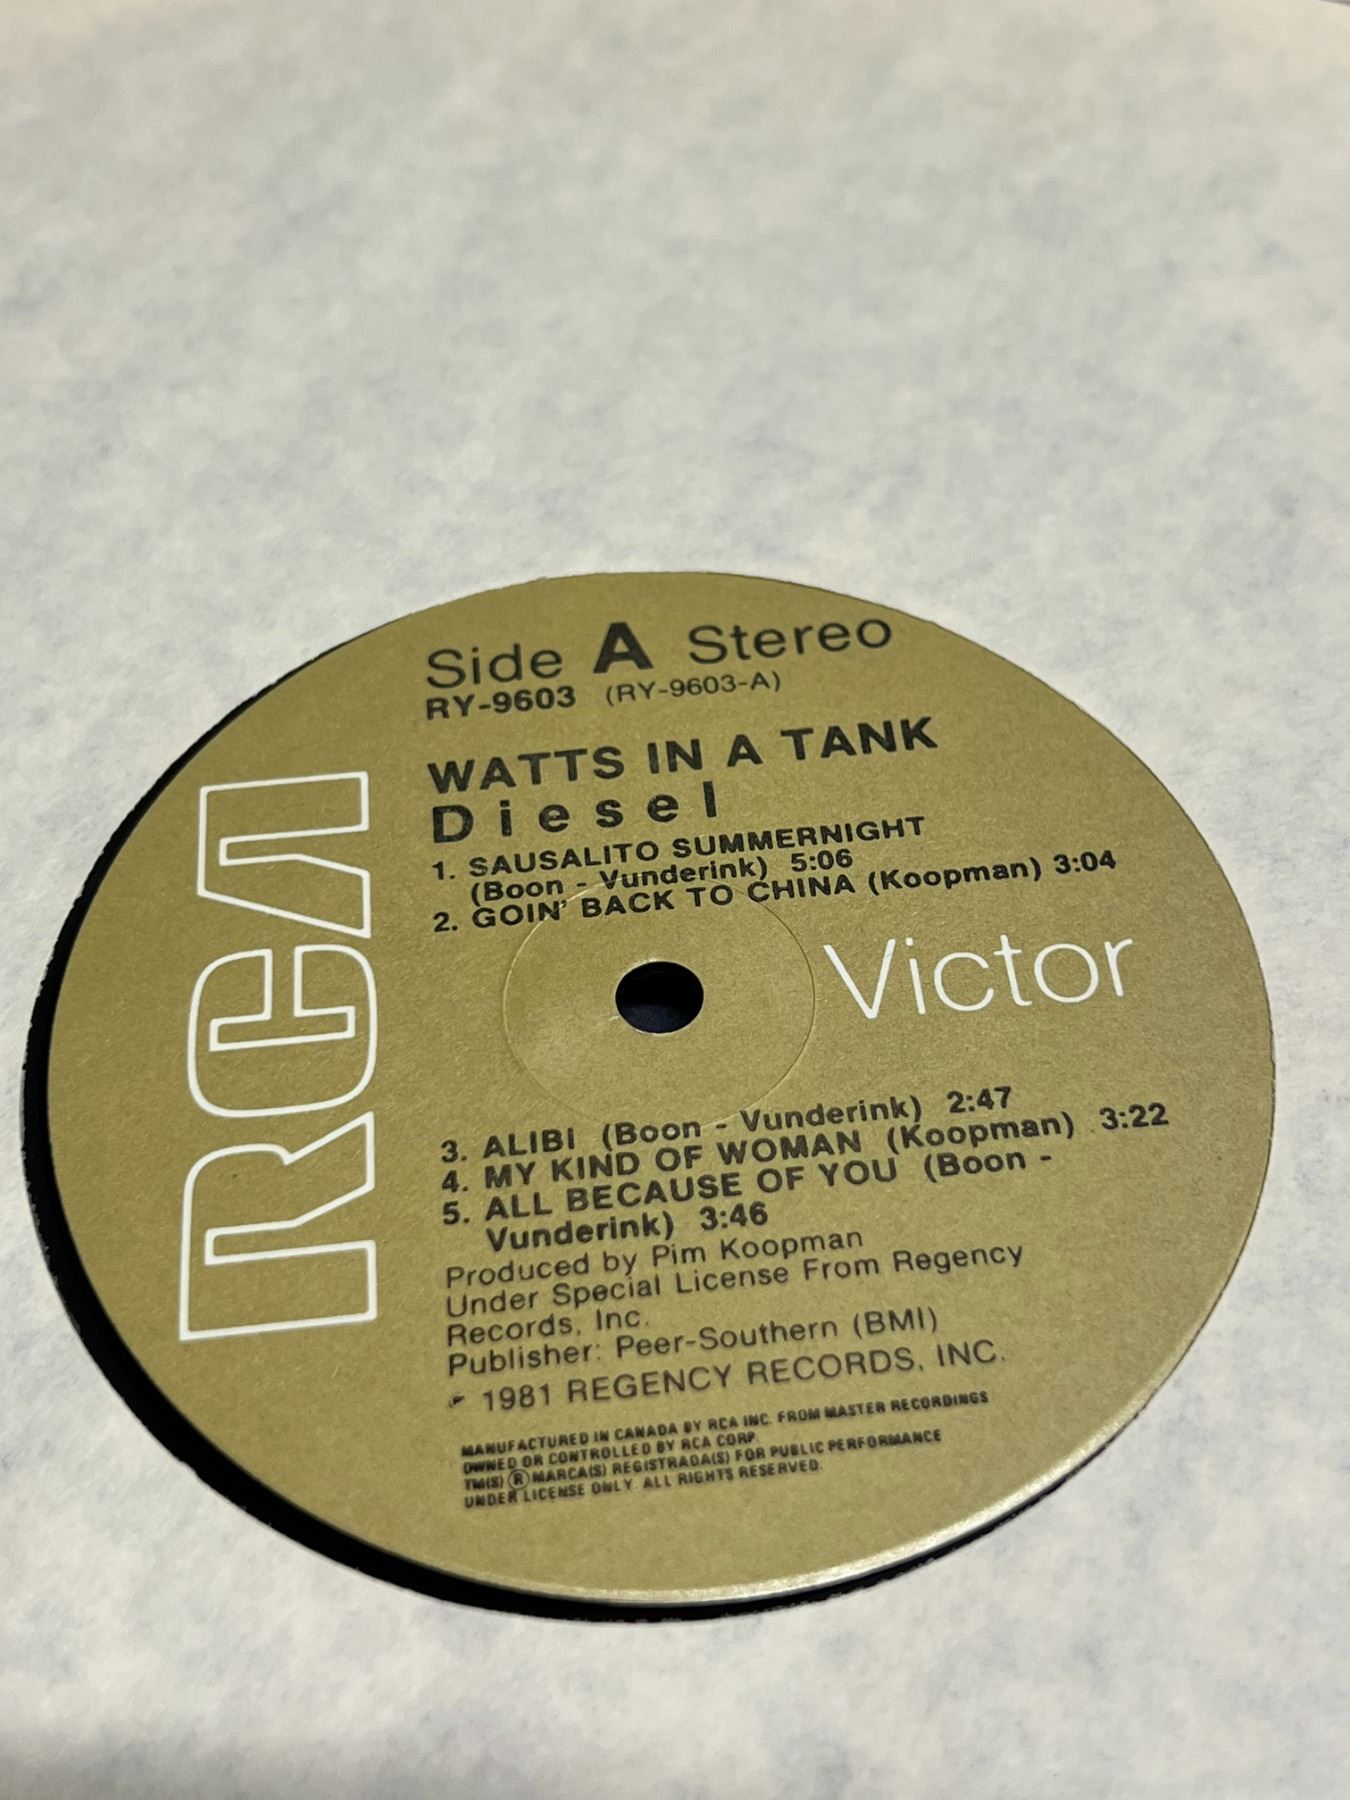 Side A Stereo
RY-9603 (RY-9603-A)
WATTS IN A TANK
Diesel
1. SAUSALITO SUMMERNIGHT
(Boon - Vunderink) 5:06
2. GOIN' BACK TO CHINA (Koopman) 3:04
RCA
Victor
3. ALIBI (Boon - Vunderink) 2:47
4. MY KIND OF WOMAN (Koopman) 3:22
5. ALL BECAUSE OF YOU (Boon -
Vunderink) 3:46
Produced by Pim Koopman
Under Special License From Regency
Records, Inc.
Publisher: Peer-Southern (BMI)
℗ 1981 REGENCY RECORDS, INC.
MANUFACTURED IN CANADA BY RCA INC. FROM MASTER RECORDINGS
OWNED OR CONTROLLED BY RCA CORP.
TM(S) ® MARCA(S) REGISTRADA(S) FOR PUBLIC PERFORMANCE
UNDER LICENSE ONLY. ALL RIGHTS RESERVED.